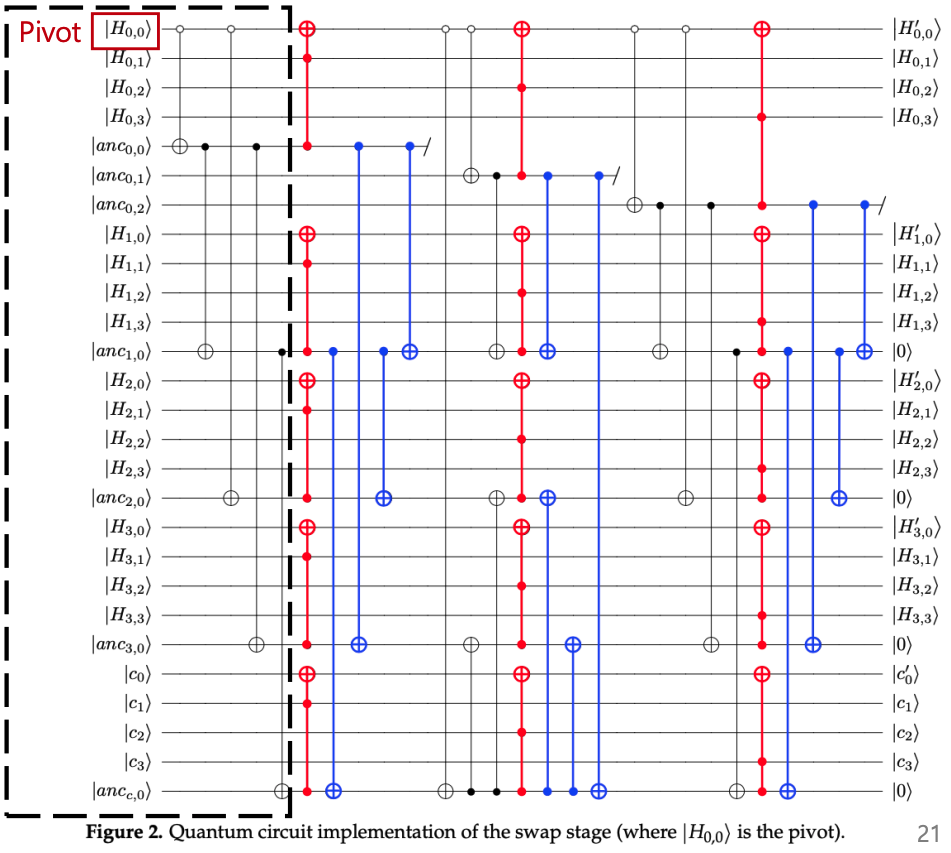 Pivot |H₀,₀⟩ |H′₀,₀⟩
|H₀,₁⟩ |H₀,₁⟩
|H₀,₂⟩ |H₀,₂⟩
|H₀,₃⟩ |H₀,₃⟩
|anc₀,₀⟩
|anc₀,₁⟩
|anc₀,₂⟩
|H₁,₀⟩ |H′₁,₀⟩
|H₁,₁⟩ |H₁,₁⟩
|H₁,₂⟩ |H₁,₂⟩
|H₁,₃⟩ |H₁,₃⟩
|anc₁,₀⟩ |0⟩
|H₂,₀⟩ |H′₂,₀⟩
|H₂,₁⟩ |H₂,₁⟩
|H₂,₂⟩ |H₂,₂⟩
|H₂,₃⟩ |H₂,₃⟩
|anc₂,₀⟩ |0⟩
|H₃,₀⟩ |H′₃,₀⟩
|H₃,₁⟩ |H₃,₁⟩
|H₃,₂⟩ |H₃,₂⟩
|H₃,₃⟩ |H₃,₃⟩
|anc₃,₀⟩ |0⟩
|c₀⟩ |c′₀⟩
|c₁⟩ |c₁⟩
|c₂⟩ |c₂⟩
|c₃⟩ |c₃⟩
|anc_c,₀⟩ |0⟩
Figure 2. Quantum circuit implementation of the swap stage (where |H₀,₀⟩ is the pivot). 21